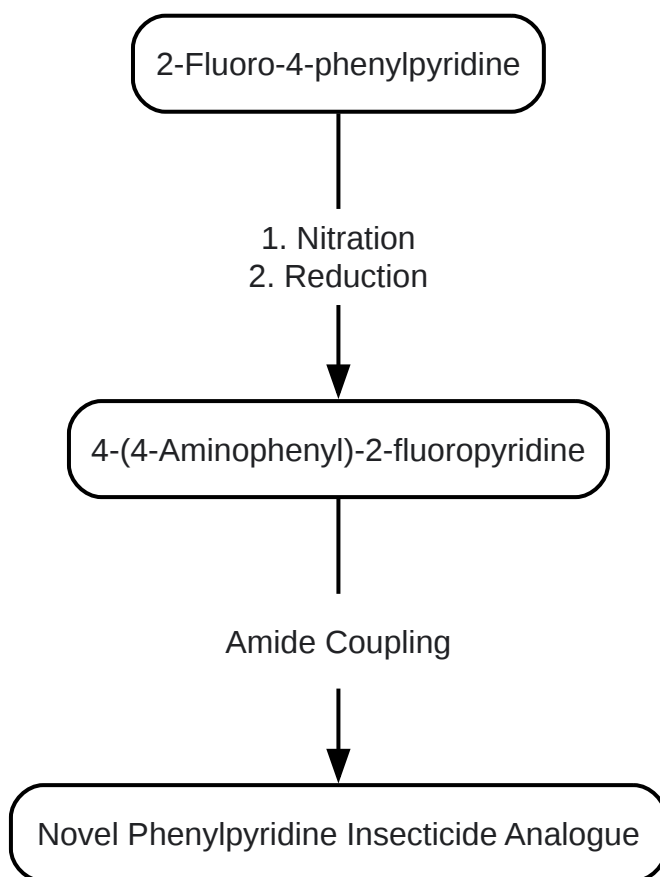 2-Fluoro-4-phenylpyridine
1. Nitration
2. Reduction
4-(4-Aminophenyl)-2-fluoropyridine
Amide Coupling
Novel Phenylpyridine Insecticide Analogue